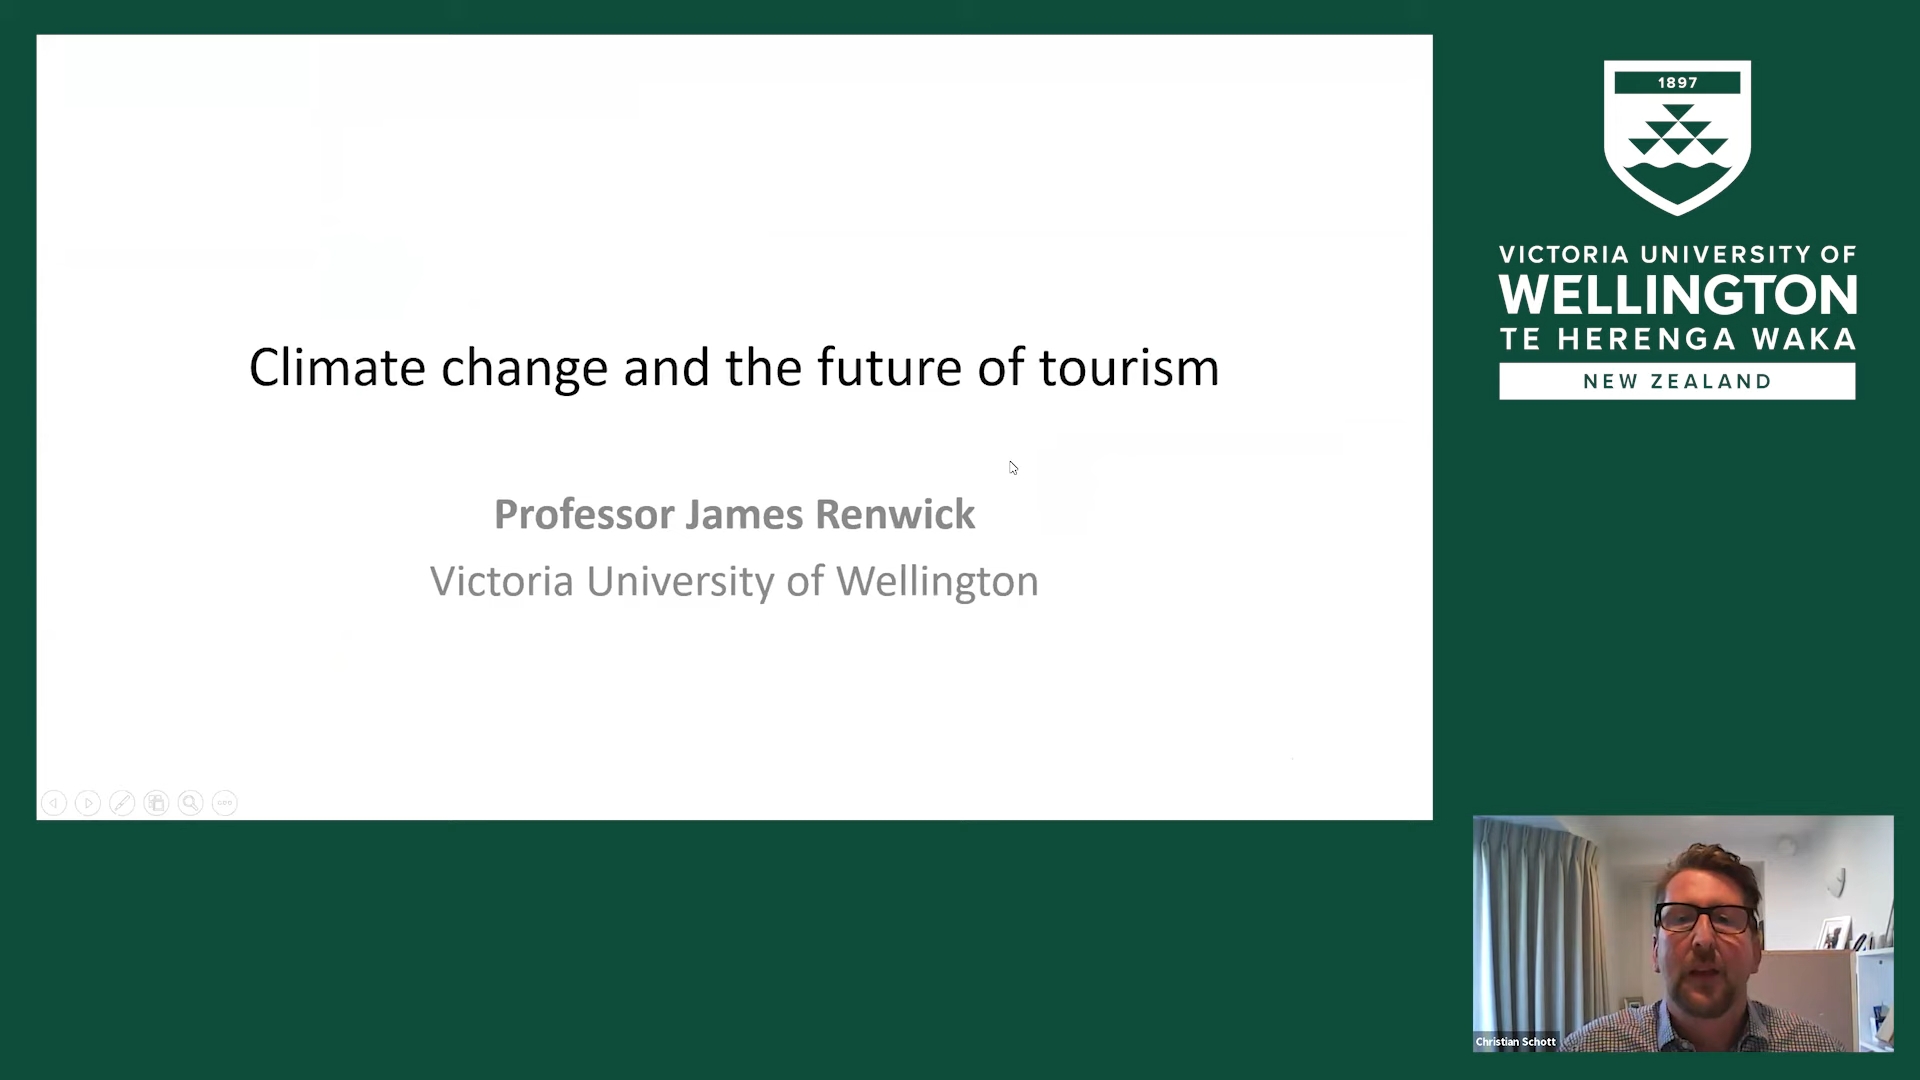 Climate change and the future of tourism
Professor James Renwick
Victoria University of Wellington
1897
VICTORIA UNIVERSITY OF
WELLINGTON
TE HERENGA WAKA
NEW ZEALAND
Christian Schott